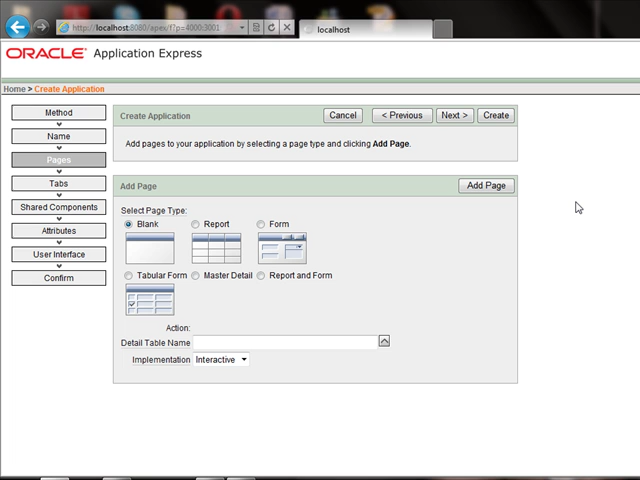 http://localhost:8080/apex/f?p=4000:3001
localhost
ORACLE Application Express
Home > Create Application
Method
Name
Pages
Tabs
Shared Components
Attributes
User Interface
Confirm
Create Application
Cancel
< Previous
Next >
Create
Add pages to your application by selecting a page type and clicking Add Page.
Add Page
Add Page
Select Page Type:
Blank
Report
Form
Tabular Form
Master Detail
Report and Form
Action:
Detail Table Name
Implementation Interactive